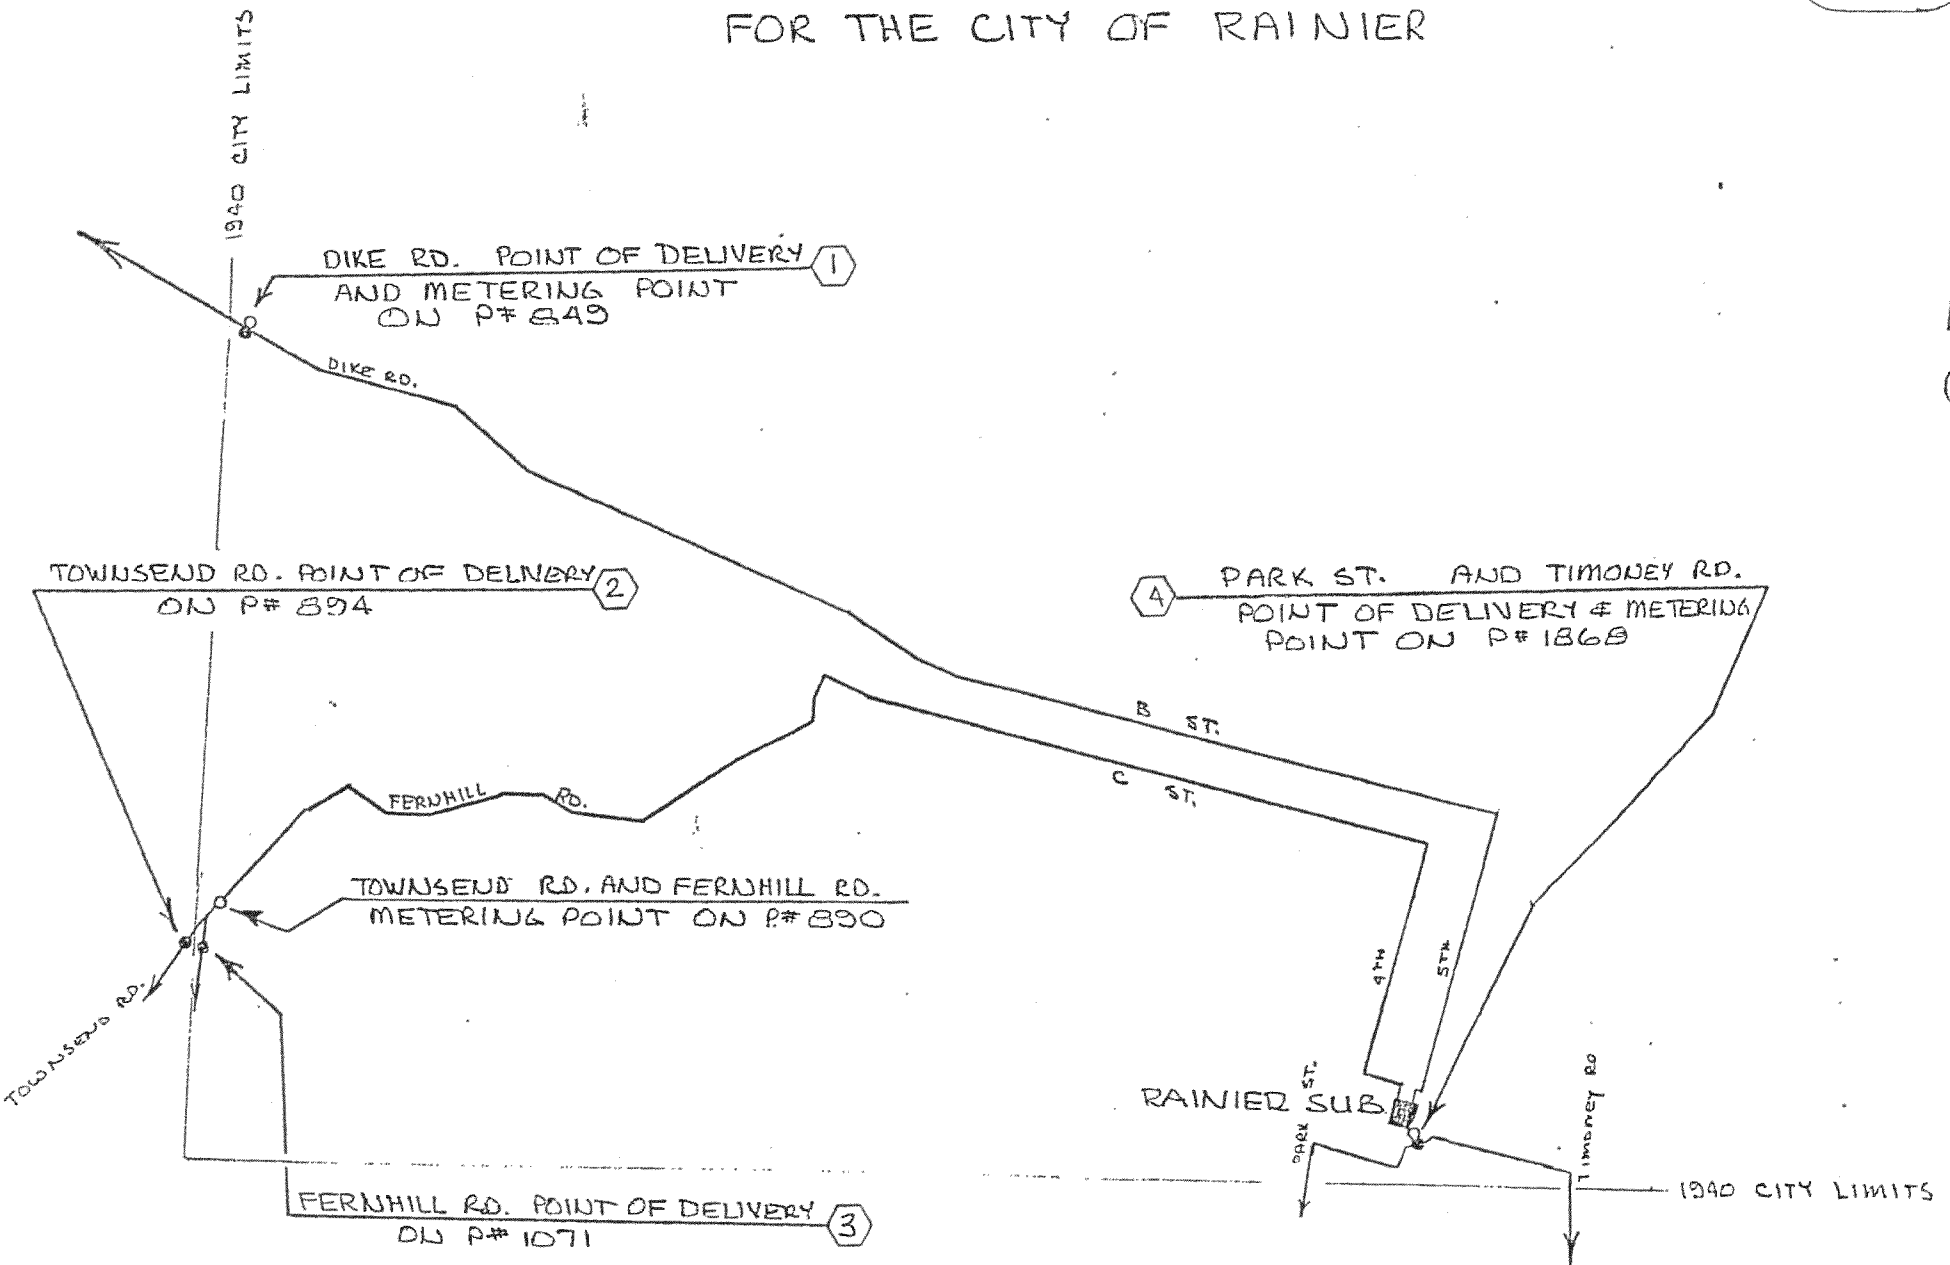 FOR THE CITY OF RAINIER
1940 CITY LIMITS
DIKE RD. POINT OF DELIVERY
1
AND METERING POINT
ON P# 849
DIKE RD.
TOWNSEND RD. POINT OF DELIVERY
2
ON P# 894
4
PARK ST. AND TIMONEY RD.
POINT OF DELIVERY & METERING
POINT ON P# 1868
B ST.
C ST.
FERNHILL RD.
TOWNSEND RD. AND FERNHILL RD.
METERING POINT ON P# 890
4TH
5TH
TOWNSEND RD.
RAINIER SUB.
PARK ST.
TIMONEY RD
1940 CITY LIMITS
FERNHILL RD. POINT OF DELIVERY
3
ON P# 1071